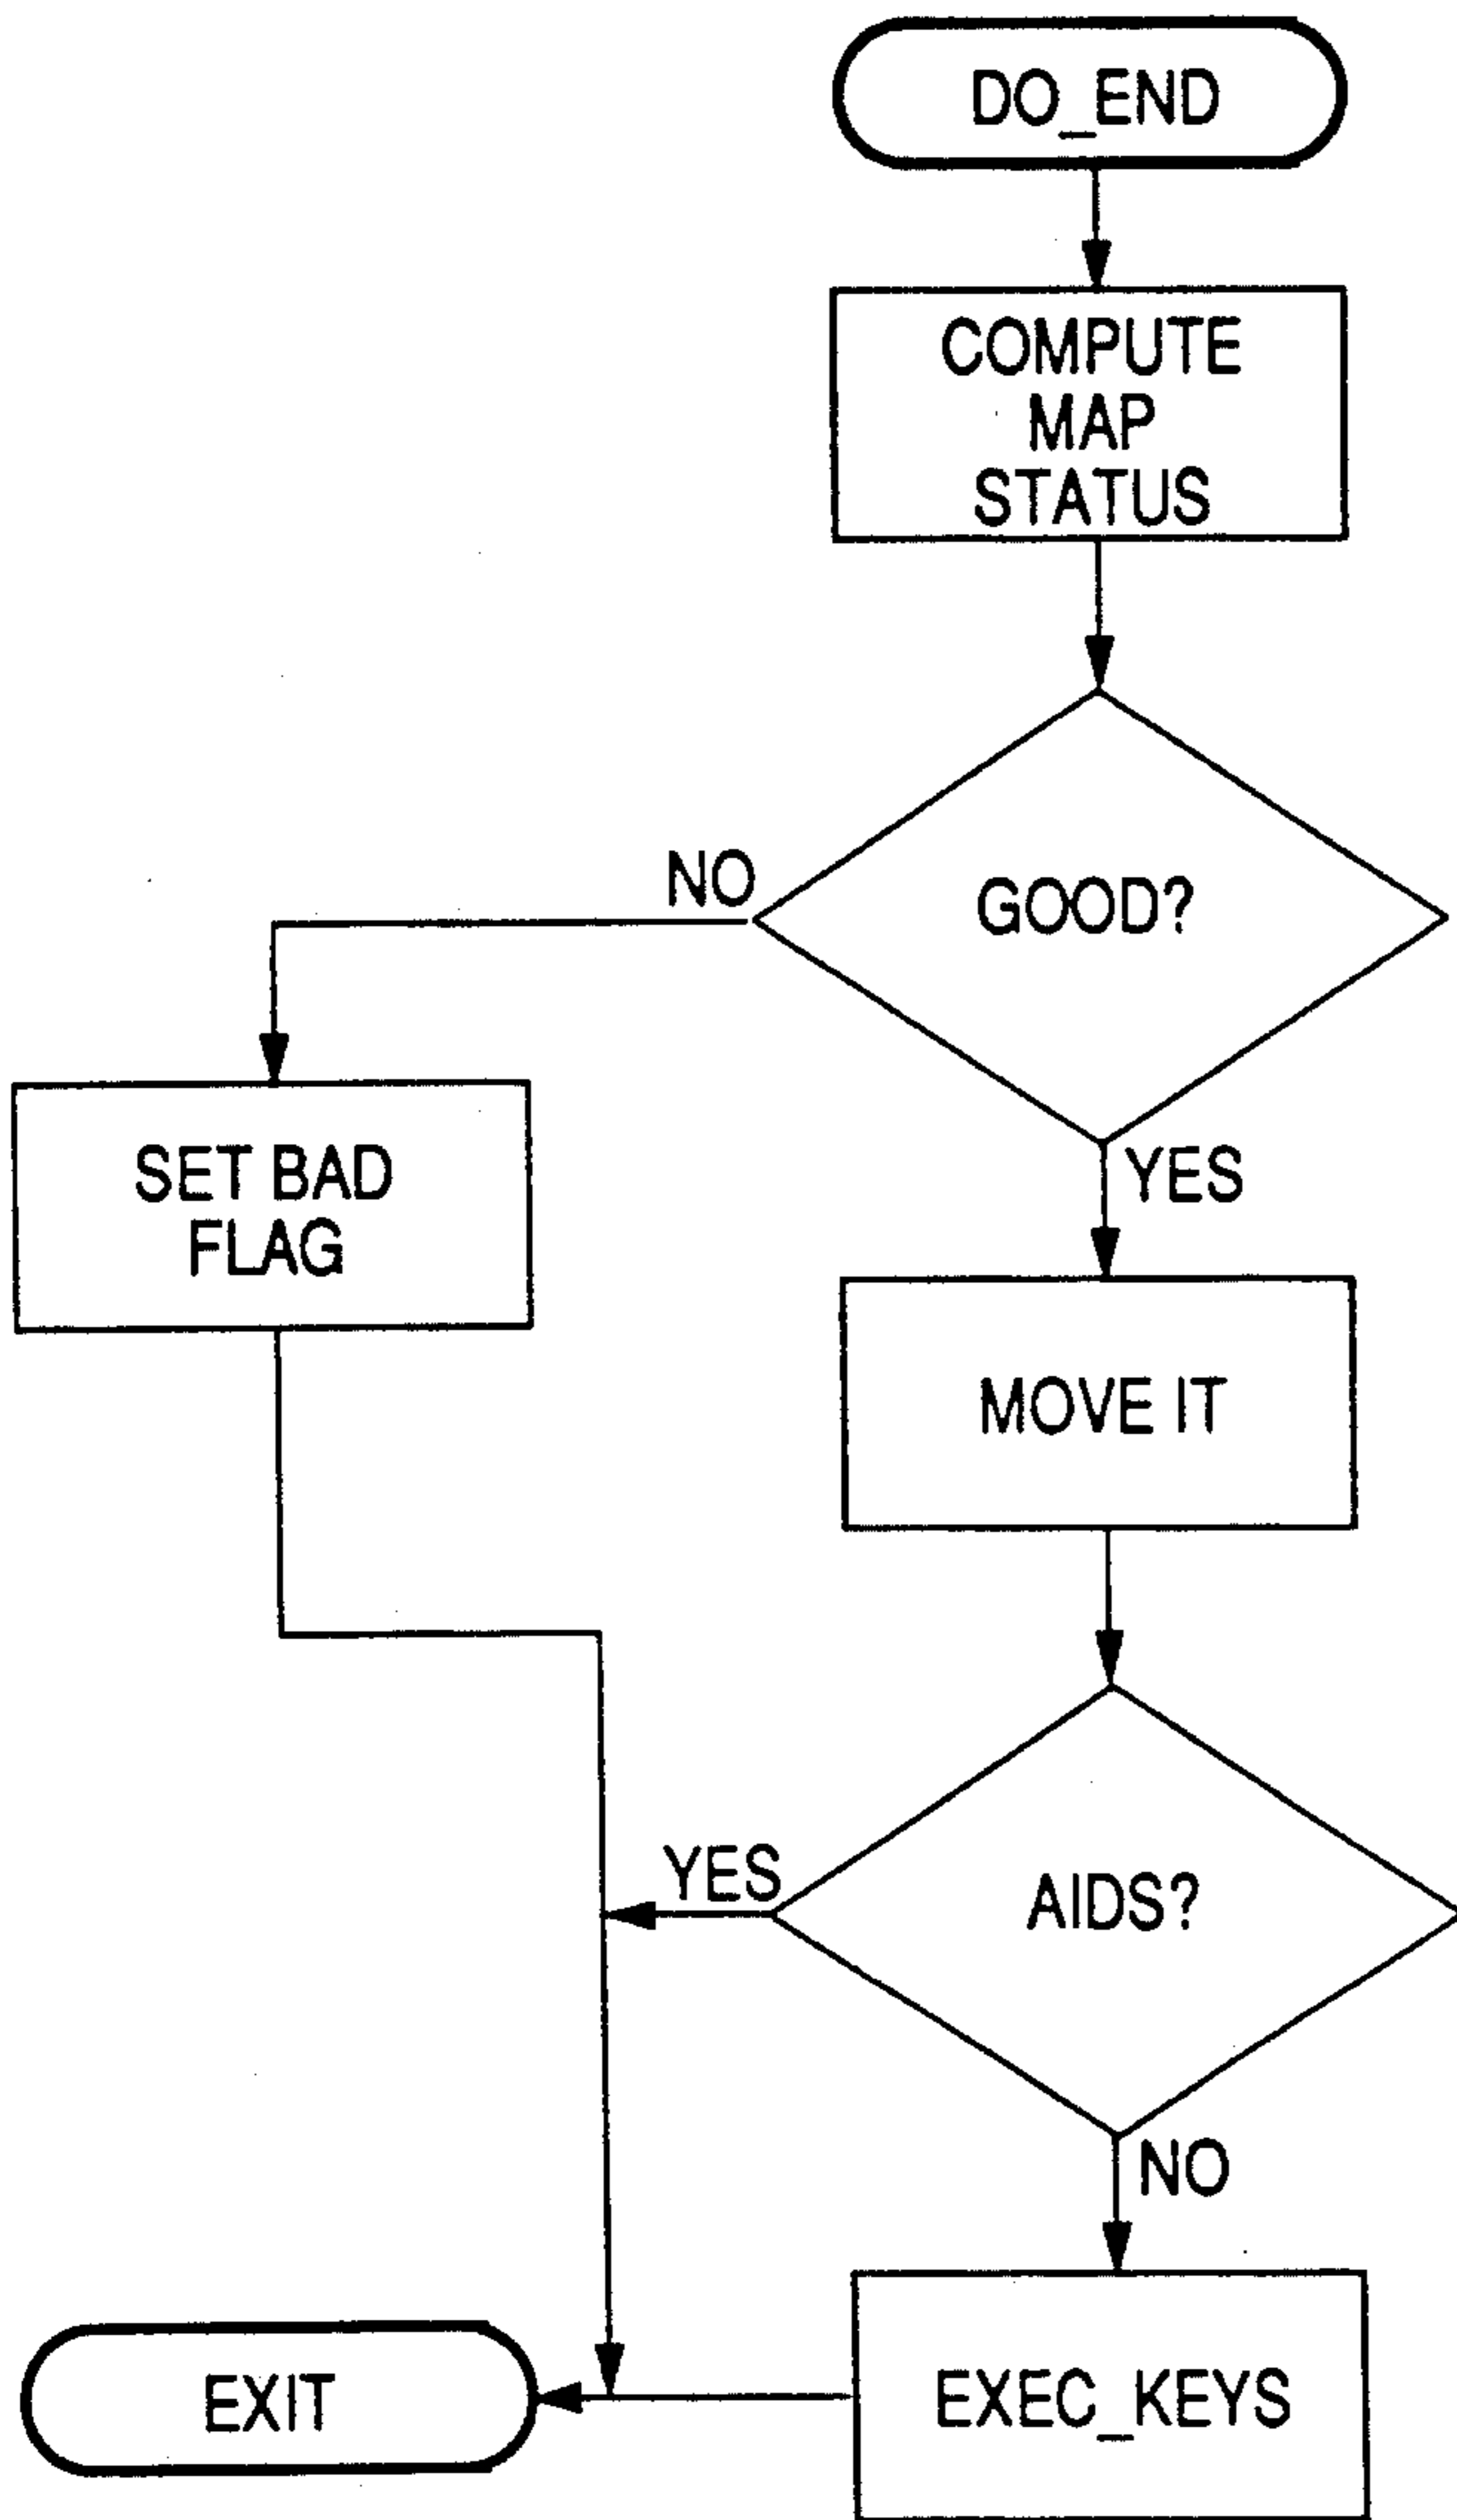 DO_END
COMPUTE
MAP
STATUS
NO
GOOD?
YES
SET BAD
FLAG
MOVE IT
YES
AIDS?
NO
EXIT
EXEC_KEYS